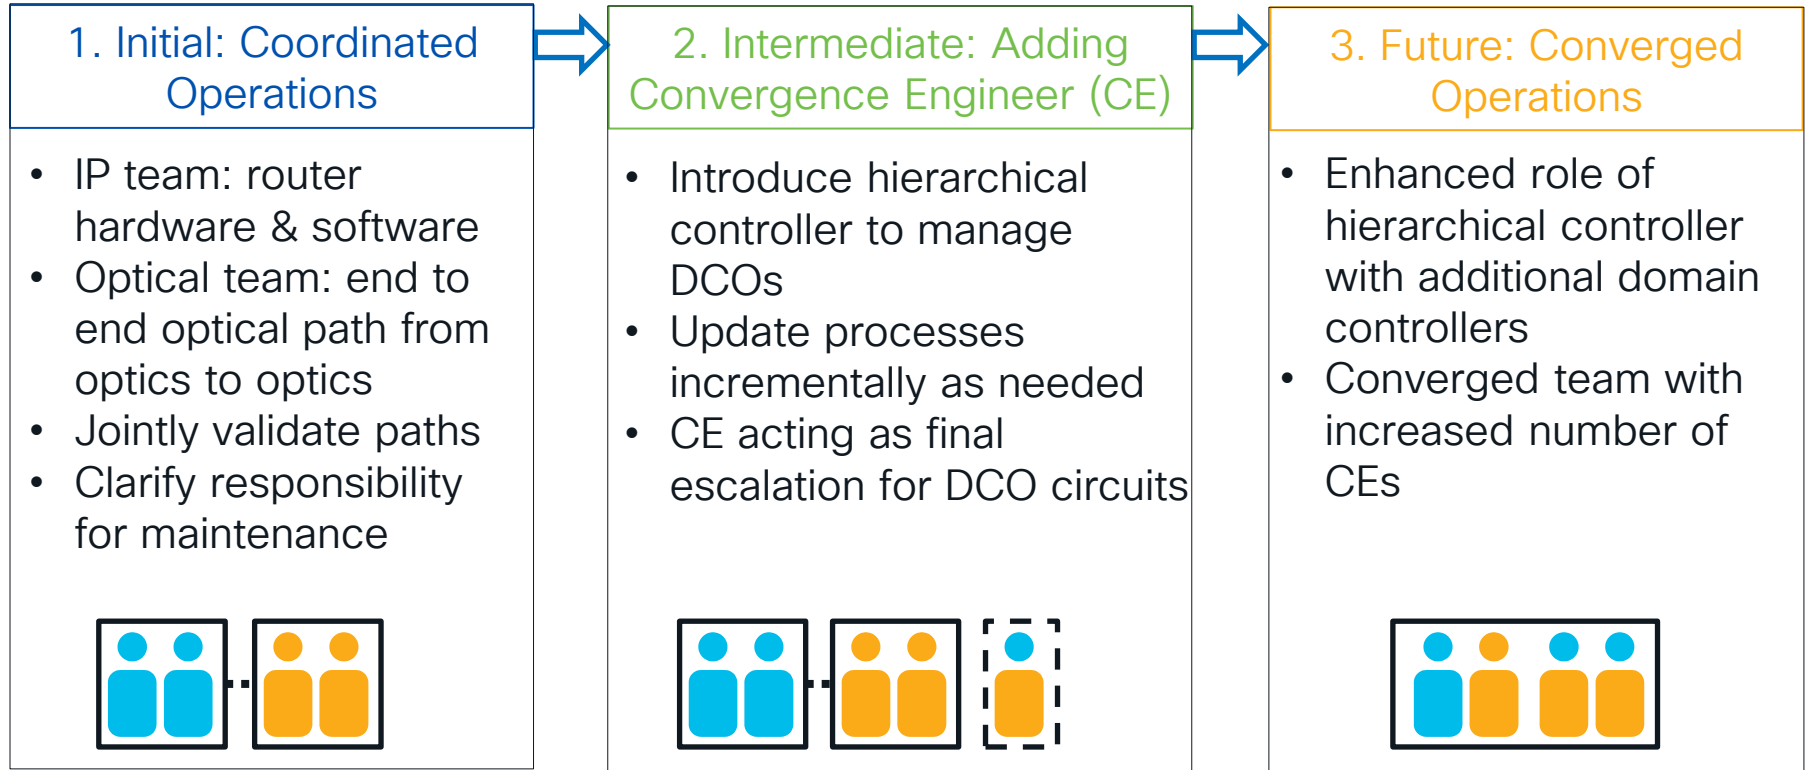 1. Initial: Coordinated
Operations
• IP team: router
hardware & software
• Optical team: end to
end optical path from
optics to optics
• Jointly validate paths
• Clarify responsibility
for maintenance
2. Intermediate: Adding
Convergence Engineer (CE)
• Introduce hierarchical
controller to manage
DCOs
• Update processes
incrementally as needed
• CE acting as final
escalation for DCO circuits
3. Future: Converged
Operations
• Enhanced role of
hierarchical controller
with additional domain
controllers
• Converged team with
increased number of
CEs